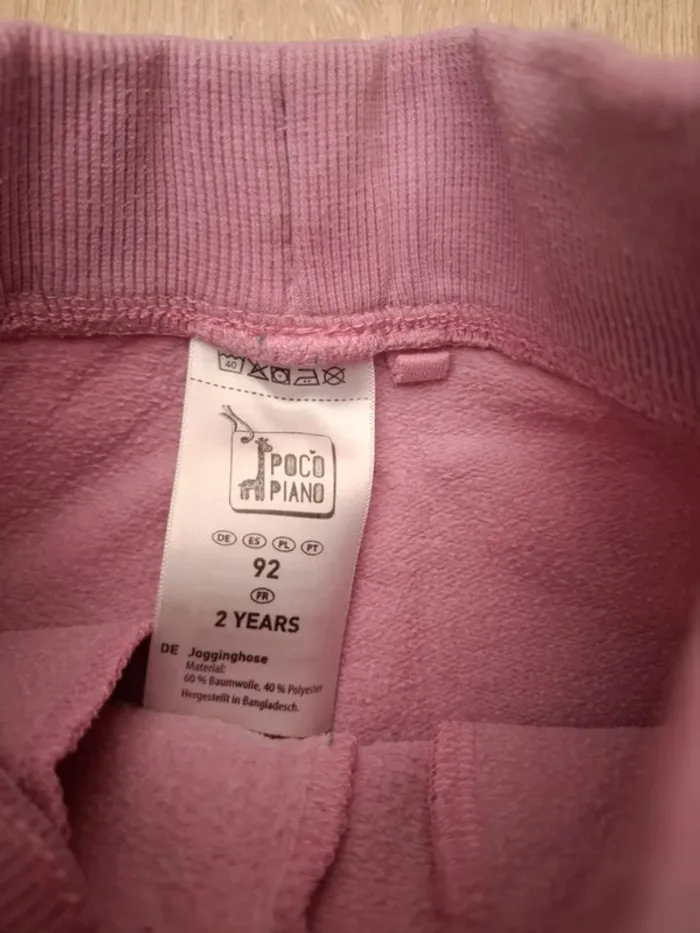 40
POCO
PIANO
DE ES PL PT
92
FR
2 YEARS
DE Jogginghose
Material:
60 % Baumwolle, 40 % Polyester
Hergestellt in Bangladesch.